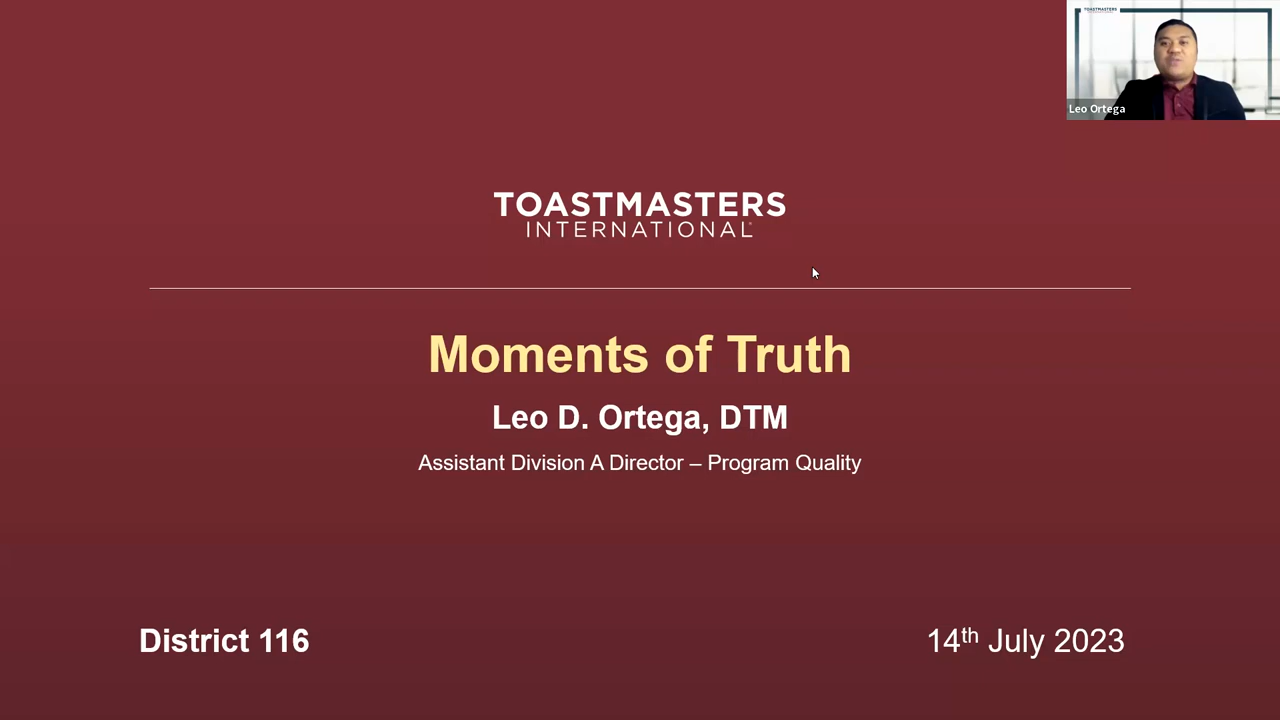 TOASTMASTERS
Leo Ortega
TOASTMASTERS
INTERNATIONAL
Moments of Truth
Leo D. Ortega, DTM
Assistant Division A Director – Program Quality
District 116
14th July 2023